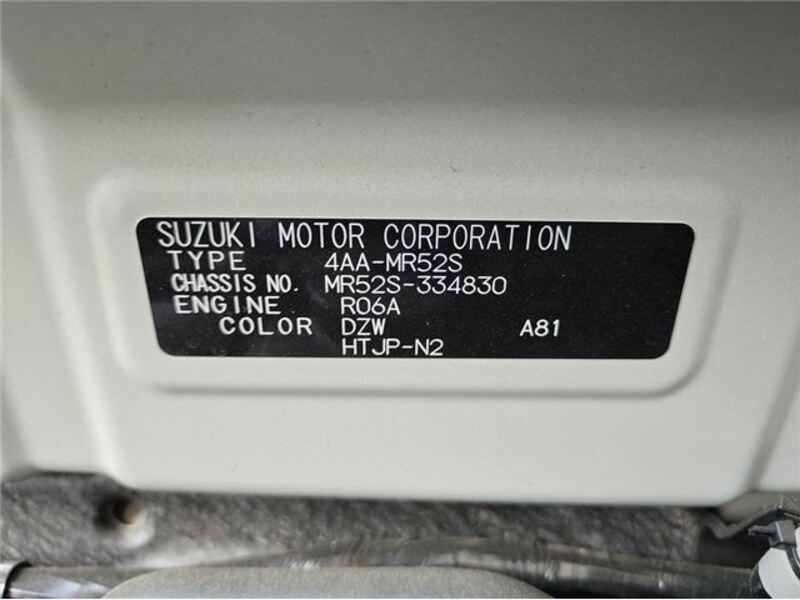 SUZUKI MOTOR CORPORATION
TYPE 4AA-MR52S
CHASSIS NO. MR52S-334830
ENGINE R06A
COLOR DZW A81
HTJP-N2